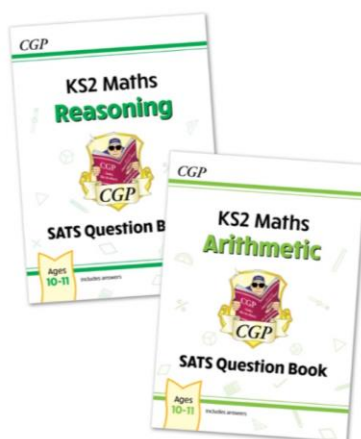 CGP
KS2 Maths
Reasoning
CGP
SATS Question B
Ages
10-11
Includes answers
CGP
KS2 Maths
Arithmetic
CGP
SATS Question Book
Ages
10-11
Includes answers